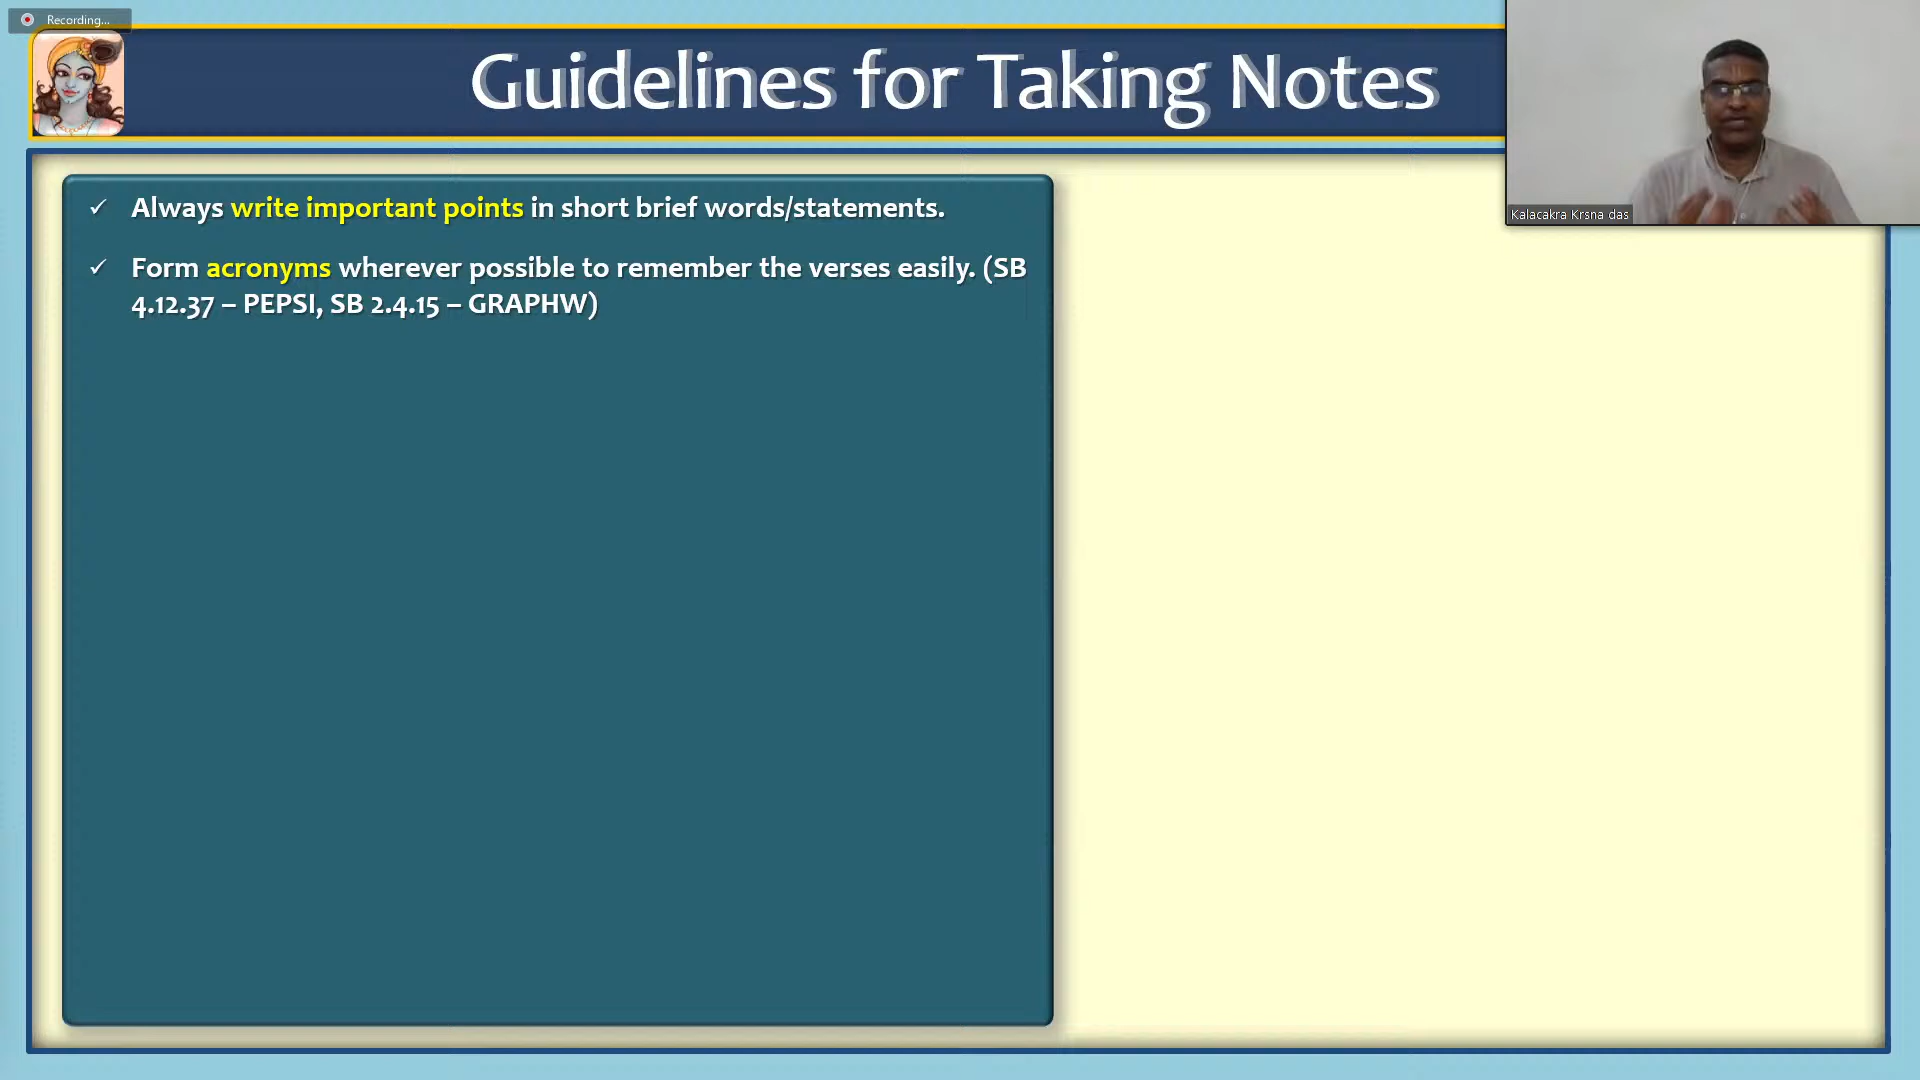 Recording...
Guidelines for Taking Notes
Kalacakra Krsna das
✓ Always write important points in short brief words/statements.
✓ Form acronyms wherever possible to remember the verses easily. (SB
4.12.37 – PEPSI, SB 2.4.15 – GRAPHW)